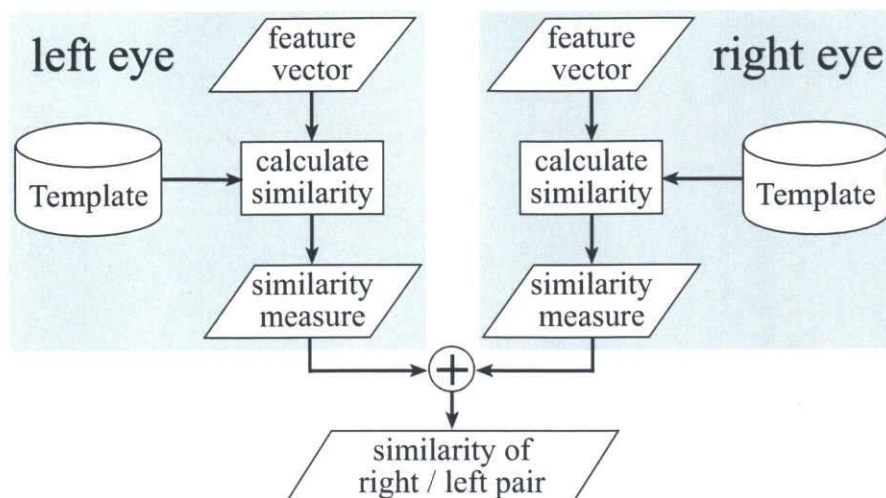 left eye
feature
vector
Template
calculate
similarity
similarity
measure
right eye
feature
vector
calculate
similarity
Template
similarity
measure
+
similarity of
right / left pair